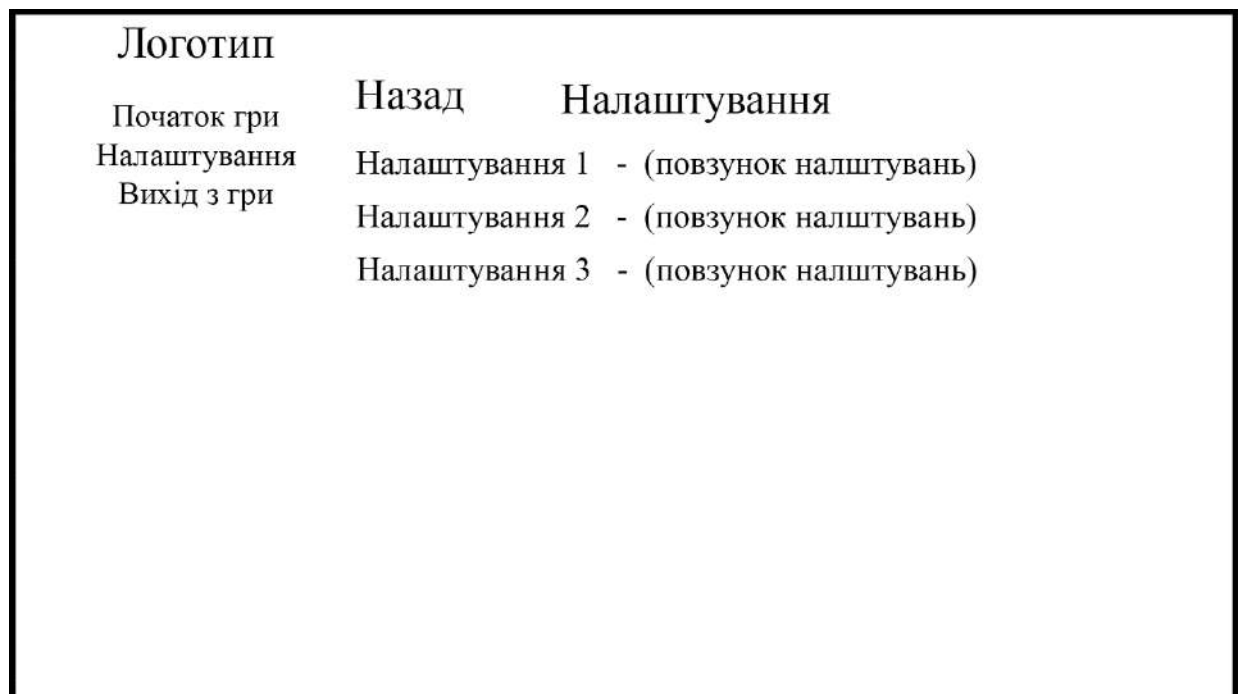 Логотип
Початок гри
Налаштування
Вихід з гри
Назад Налаштування
Налаштування 1 - (повзунок налштувань)
Налаштування 2 - (повзунок налштувань)
Налаштування 3 - (повзунок налштувань)